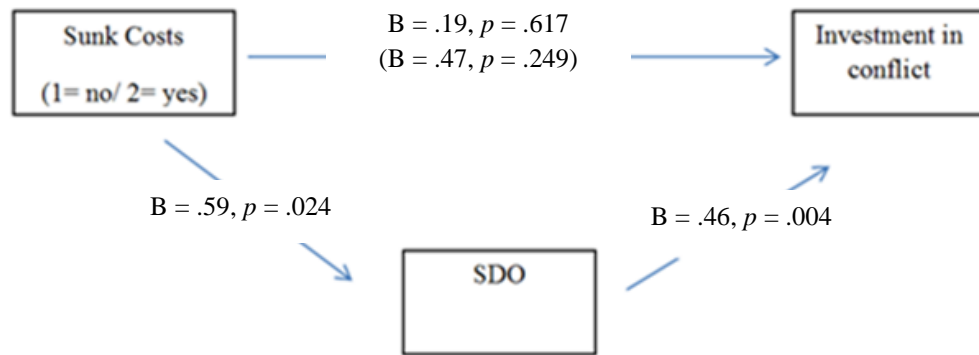 Sunk Costs
(1= no/ 2= yes)
B = .19, p = .617
(B = .47, p = .249)
Investment in
conflict
B = .59, p = .024
B = .46, p = .004
SDO